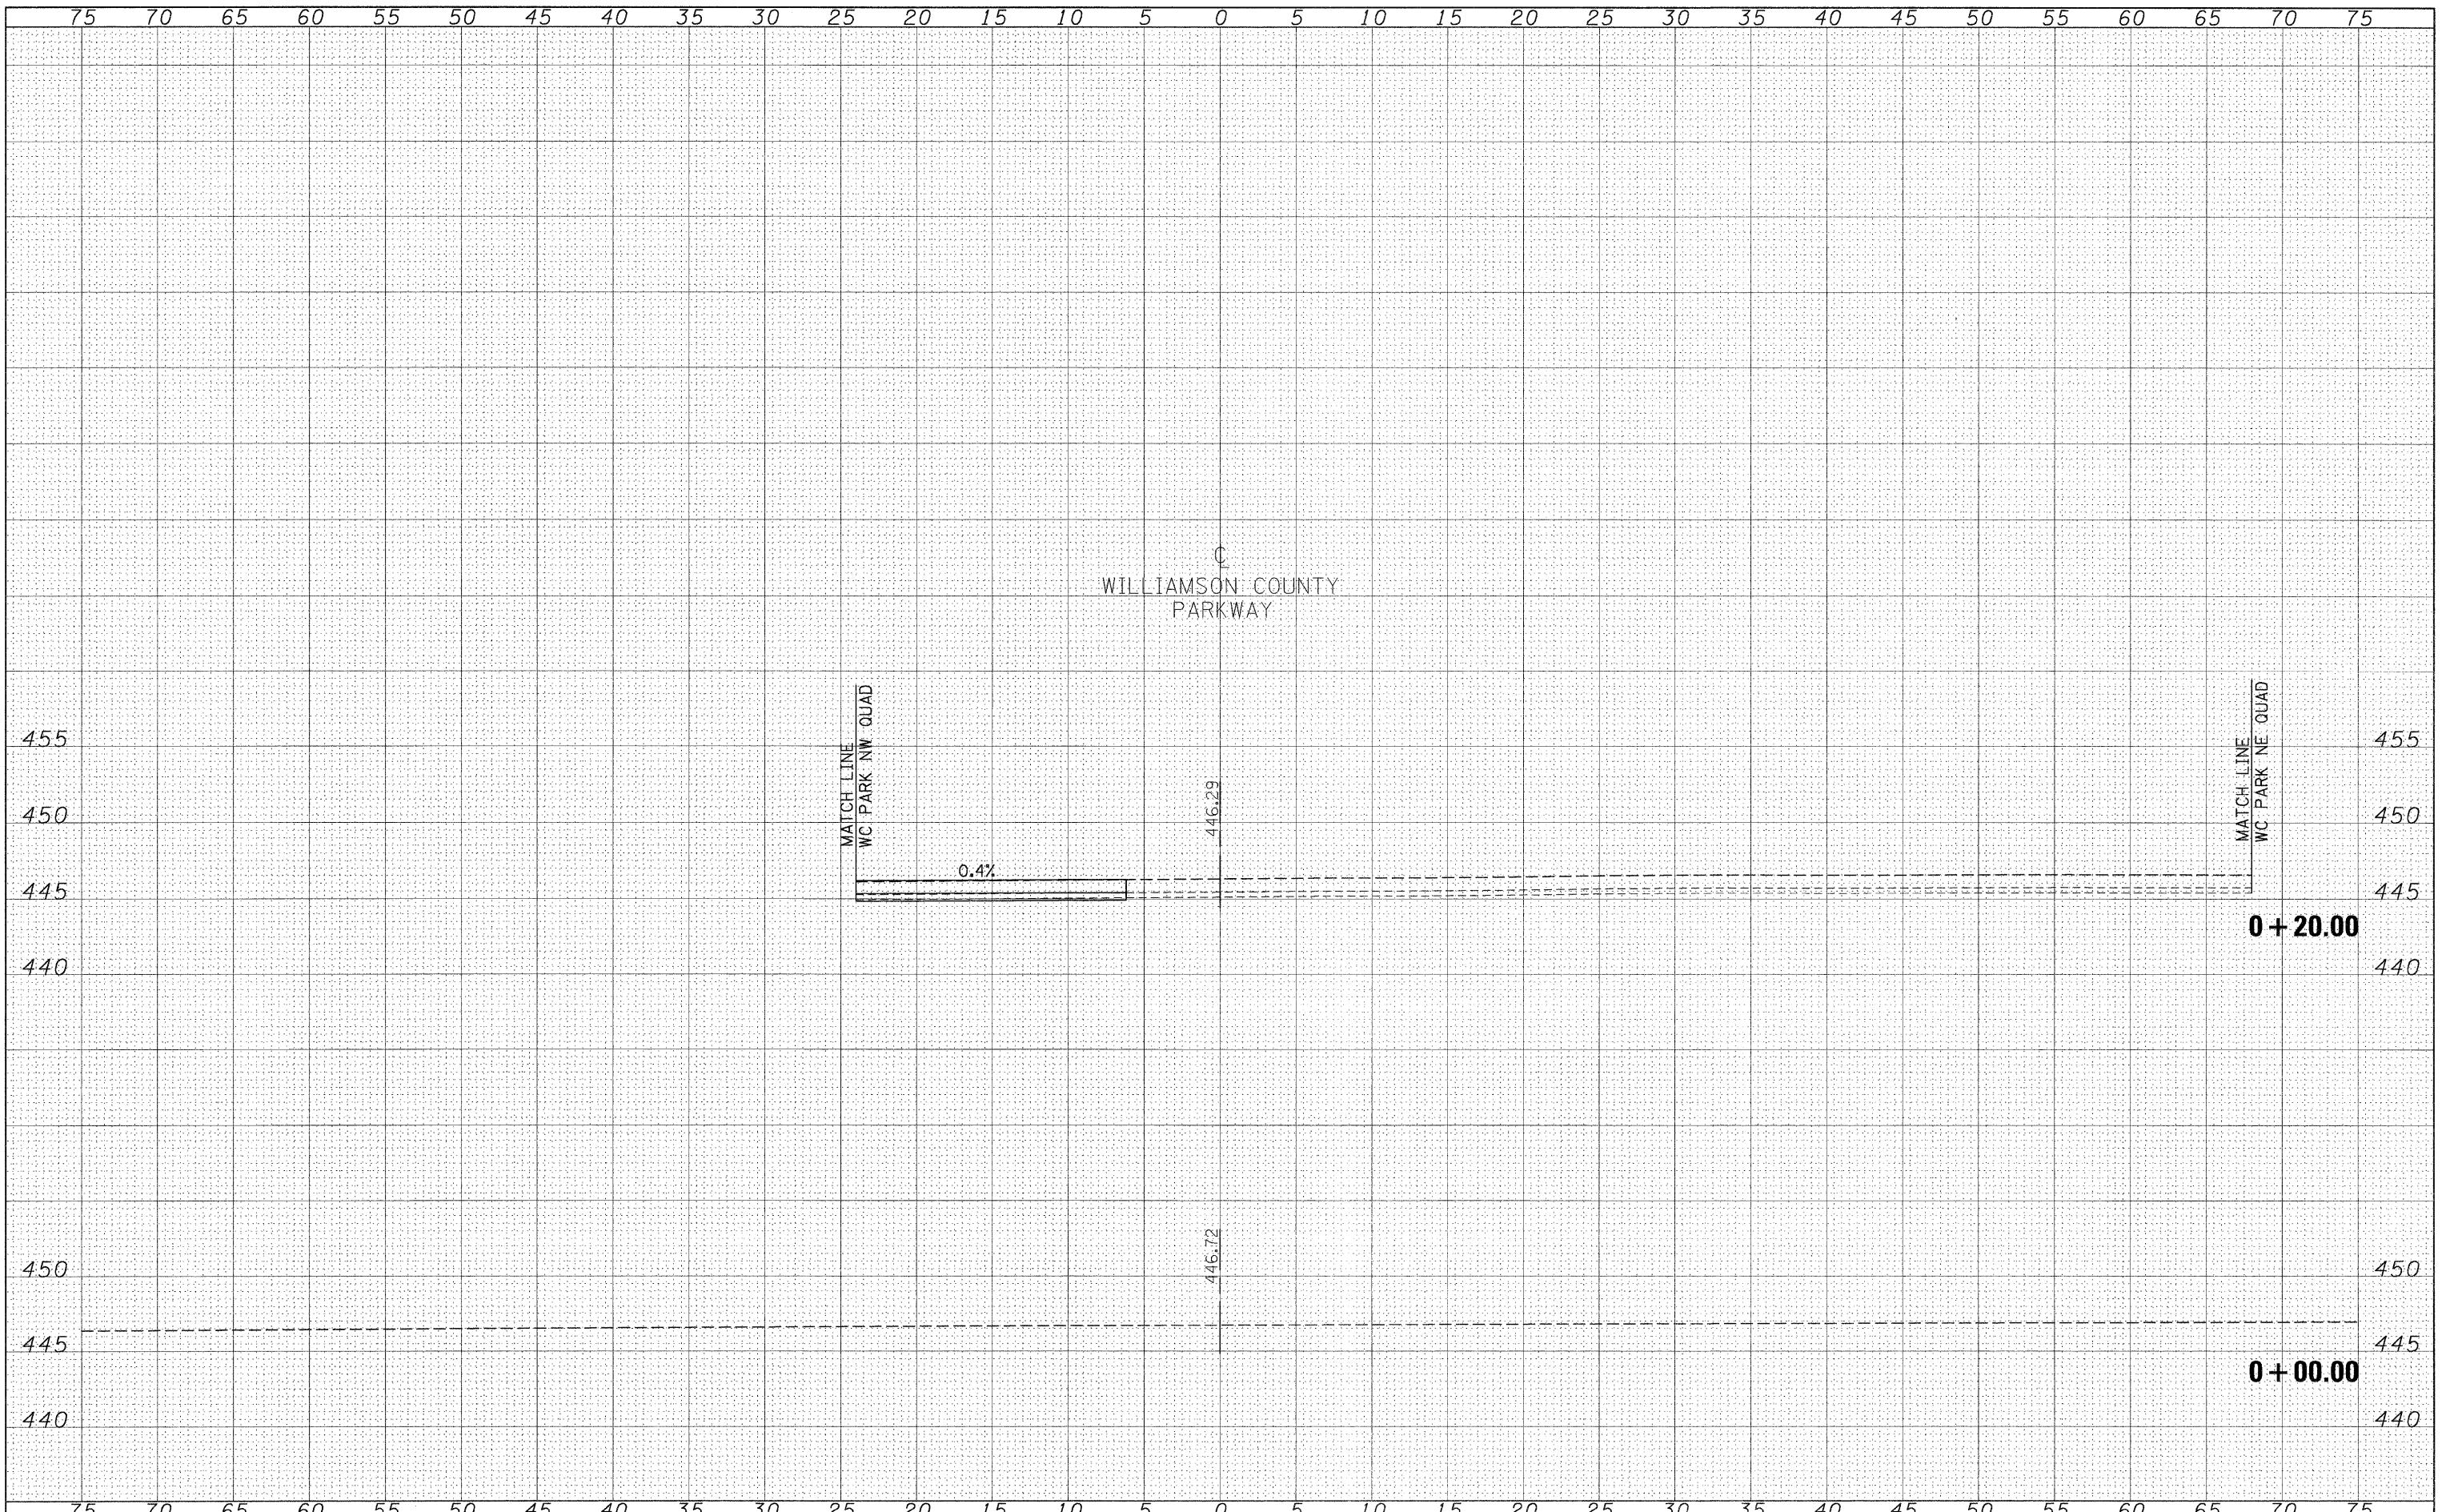 75 70 65 60 55 50 45 40 35 30 25 20 15 10 5 0 5 10 15 20 25 30 35 40 45 50 55 60 65 70 75
℄
WILLIAMSON COUNTY
PARKWAY
MATCH LINE
WC PARK NW QUAD
MATCH LINE
WC PARK NE QUAD
455 455
446.29
450 450
0.4%
445 445
0+20.00
440 440
446.72
450 450
445 445
0+00.00
440 440
75 70 65 60 55 50 45 40 35 30 25 20 15 10 5 0 5 10 15 20 25 30 35 40 45 50 55 60 65 70 75